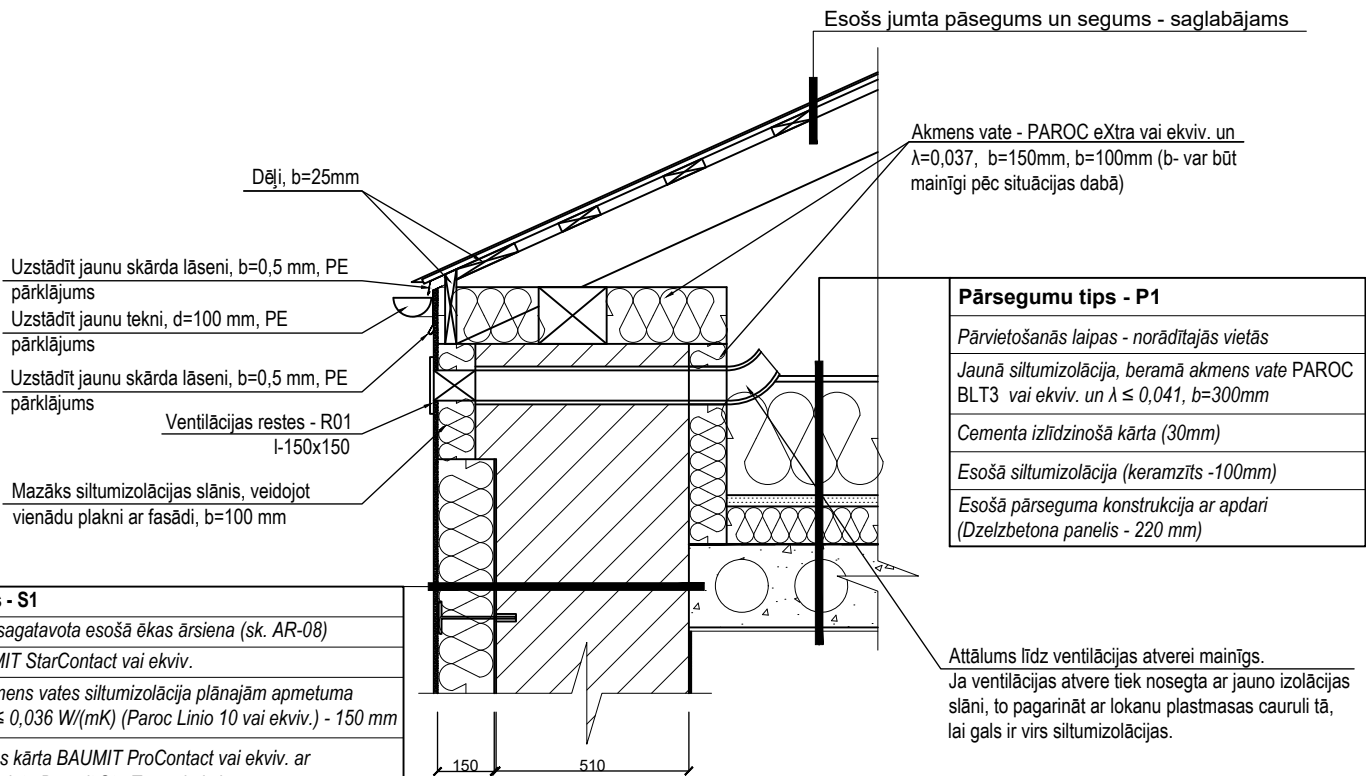 Esošs jumta pāsegums un segums - saglabājams
Akmens vate - PAROC eXtra vai ekviv. un
λ=0,037, b=150mm, b=100mm (b- var būt
mainīgi pēc situācijas dabā)
Dēļi, b=25mm
Uzstādīt jaunu skārda lāseni, b=0,5 mm, PE
pārklājums
Uzstādīt jaunu tekni, d=100 mm, PE
pārklājums
Uzstādīt jaunu skārda lāseni, b=0,5 mm, PE
pārklājums
Ventilācijas restes - R01
l-150x150
Mazāks siltumizolācijas slānis, veidojot
vienādu plakni ar fasādi, b=100 mm
Pārsegumu tips - P1
Pārvietošanās laipas - norādītajās vietās
Jaunā siltumizolācija, beramā akmens vate PAROC
BLT3 vai ekviv. un λ ≤ 0,041, b=300mm
Cementa izlīdzinošā kārta (30mm)
Esošā siltumizolācija (keramzīts -100mm)
Esošā pārseguma konstrukcija ar apdari
(Dzelzbetona panelis - 220 mm)
- S1
sagatavota esošā ēkas ārsiena (sk. AR-08)
MIT StarContact vai ekviv.
mens vates siltumizolācija plānajām apmetuma
≤ 0,036 W/(mK) (Paroc Linio 10 vai ekviv.) - 150 mm
s kārta BAUMIT ProContact vai ekviv. ar
Attālums līdz ventilācijas atverei mainīgs.
Ja ventilācijas atvere tiek nosegta ar jauno izolācijas
slāni, to pagarināt ar lokanu plastmasas cauruli tā,
lai gals ir virs siltumizolācijas.
150
510